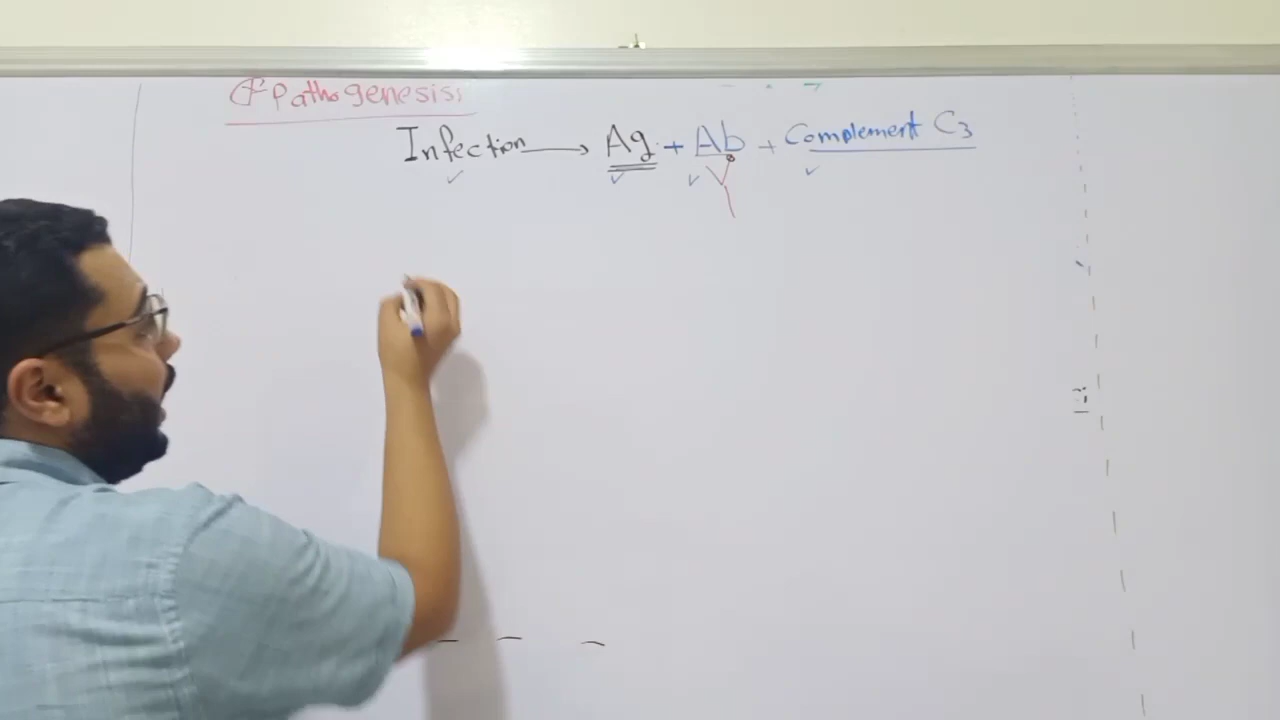 Pathogenesis:
Infection → Ag + Ab + Complement C3